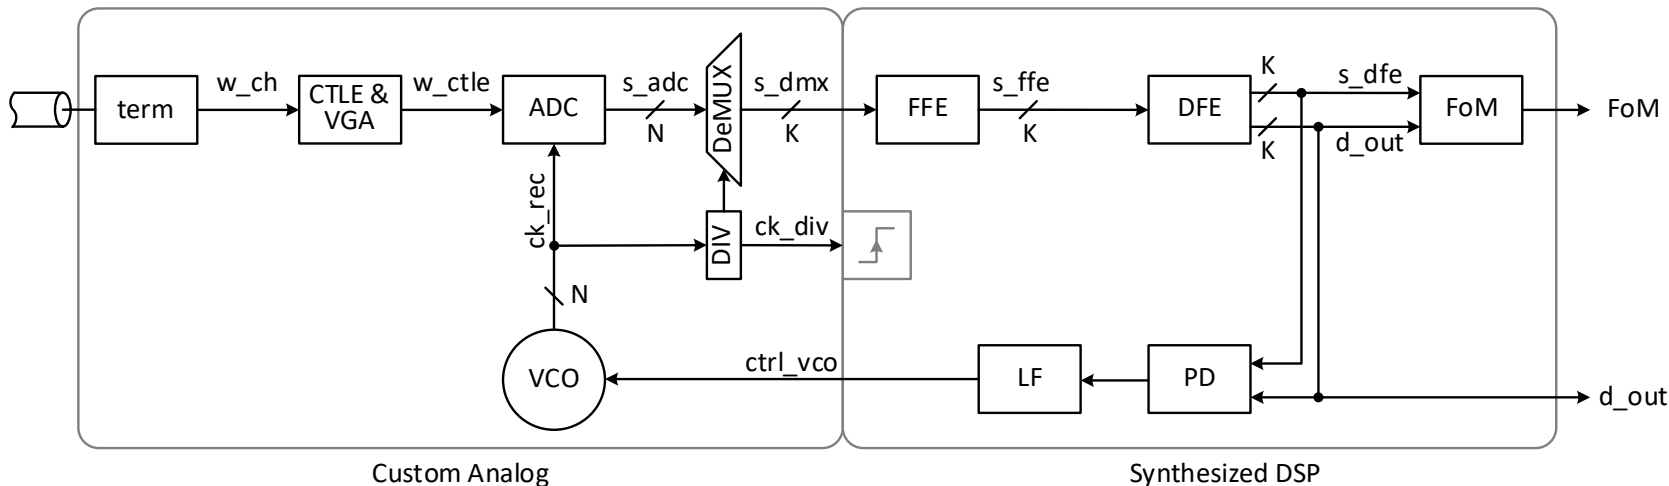 w_ch
w_ctle
s_adc
s_dmx
s_ffe
K
s_dfe
term
CTLE &
VGA
ADC
DeMUX
FFE
DFE
FoM
FoM
N
K
K
K
d_out
ck_rec
DIV
ck_div
N
VCO
ctrl_vco
LF
PD
d_out
Custom Analog
Synthesized DSP